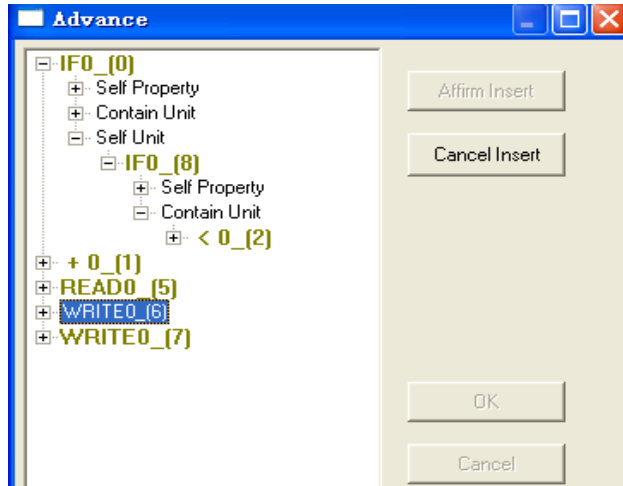 Advance
IF0_(0)
Self Property
Contain Unit
Self Unit
IF0_(8)
Self Property
Contain Unit
< 0_(2)
+ 0_(1)
READ0_(5)
WRITE0_(6)
WRITE0_(7)
Affirm Insert
Cancel Insert
OK
Cancel